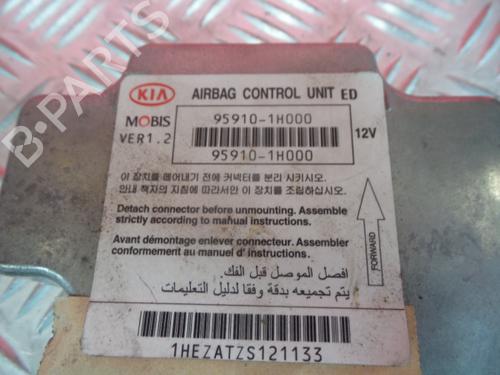 B-PARTS
KIA AIRBAG CONTROL UNIT ED
MOBIS
VER1.2
95910-1H000
12V
95910-1H000
이 장치를 떼어내기 전에 커넥터를 분리 시키시오.
안내 책자의 지침에 따라서만 이 장치를 조립하십시오.
Detach connector before unmounting. Assemble
strictly according to manual instructions.
Avant démontage enlever connecteur. Assembler
conformement au manuel d' instructions.
افصل الموصل قبل الفك.
يتم تجميعه بدقة وفقا لدليل التعليمات
FORWARD
1HEZATZS121133